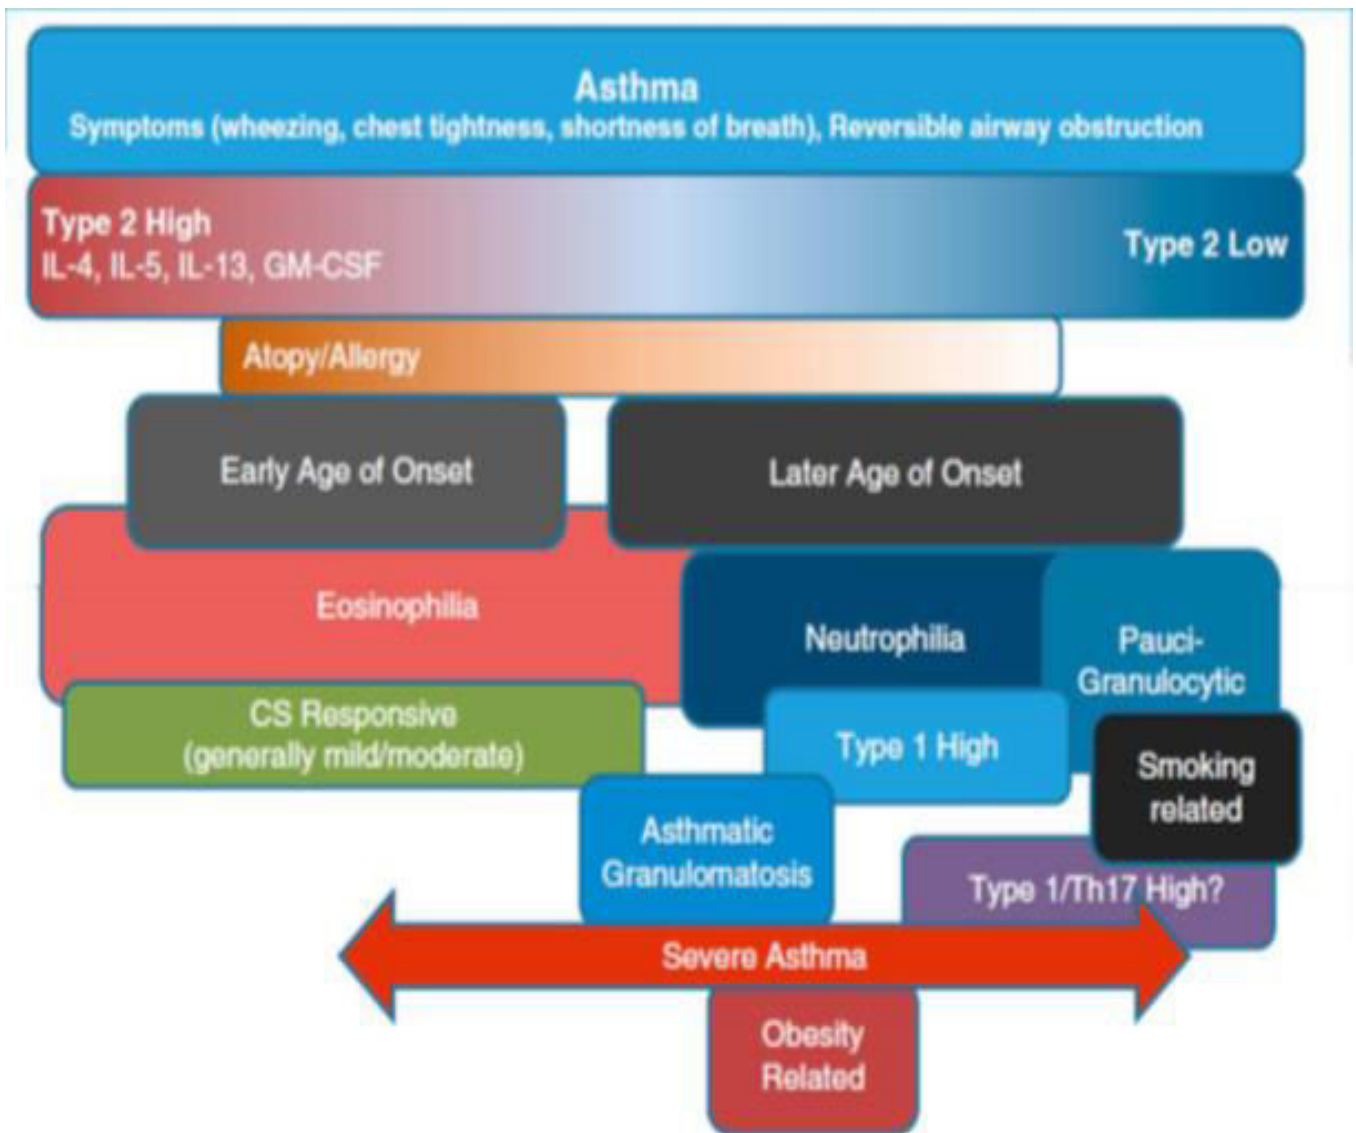 Asthma
Symptoms (wheezing, chest tightness, shortness of breath), Reversible airway obstruction
Type 2 High
IL-4, IL-5, IL-13, GM-CSF
Type 2 Low
Atopy/Allergy
Early Age of Onset
Later Age of Onset
Eosinophilia
Neutrophilia
Pauci-
Granulocytic
CS Responsive
(generally mild/moderate)
Type 1 High
Smoking
related
Asthmatic
Granulomatosis
Type 1/Th17 High?
Severe Asthma
Obesity
Related